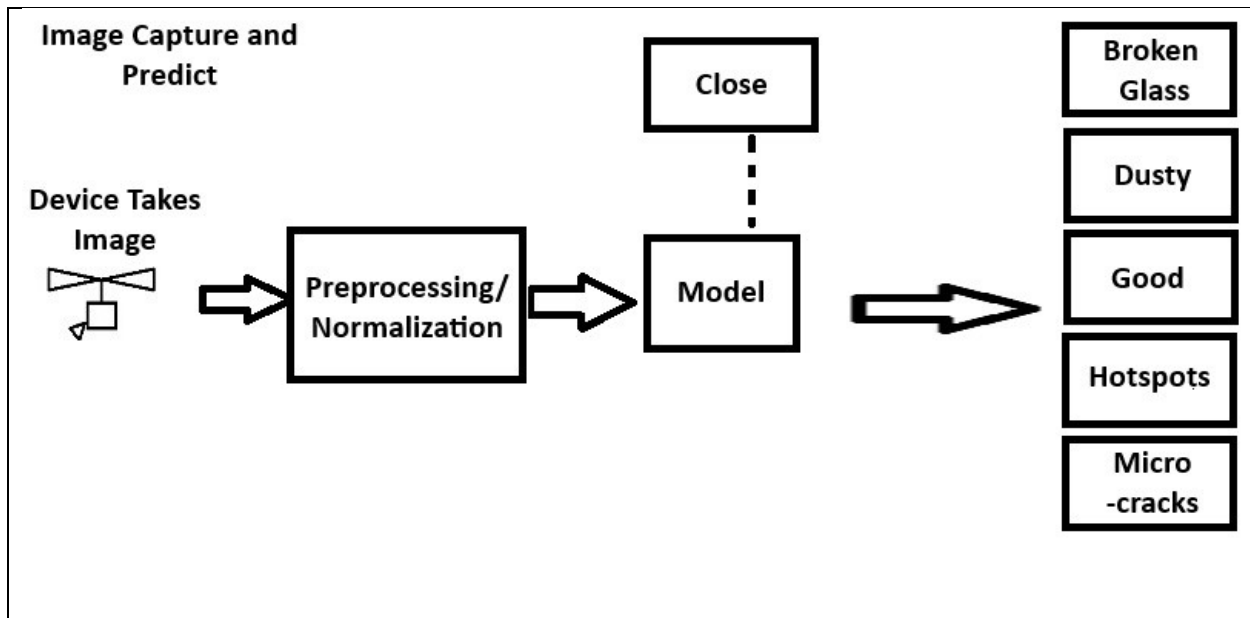 Image Capture and
Predict
Device Takes
Image
Preprocessing/
Normalization
Close
Model
Broken
Glass
Dusty
Good
Hotspots
Micro
-cracks